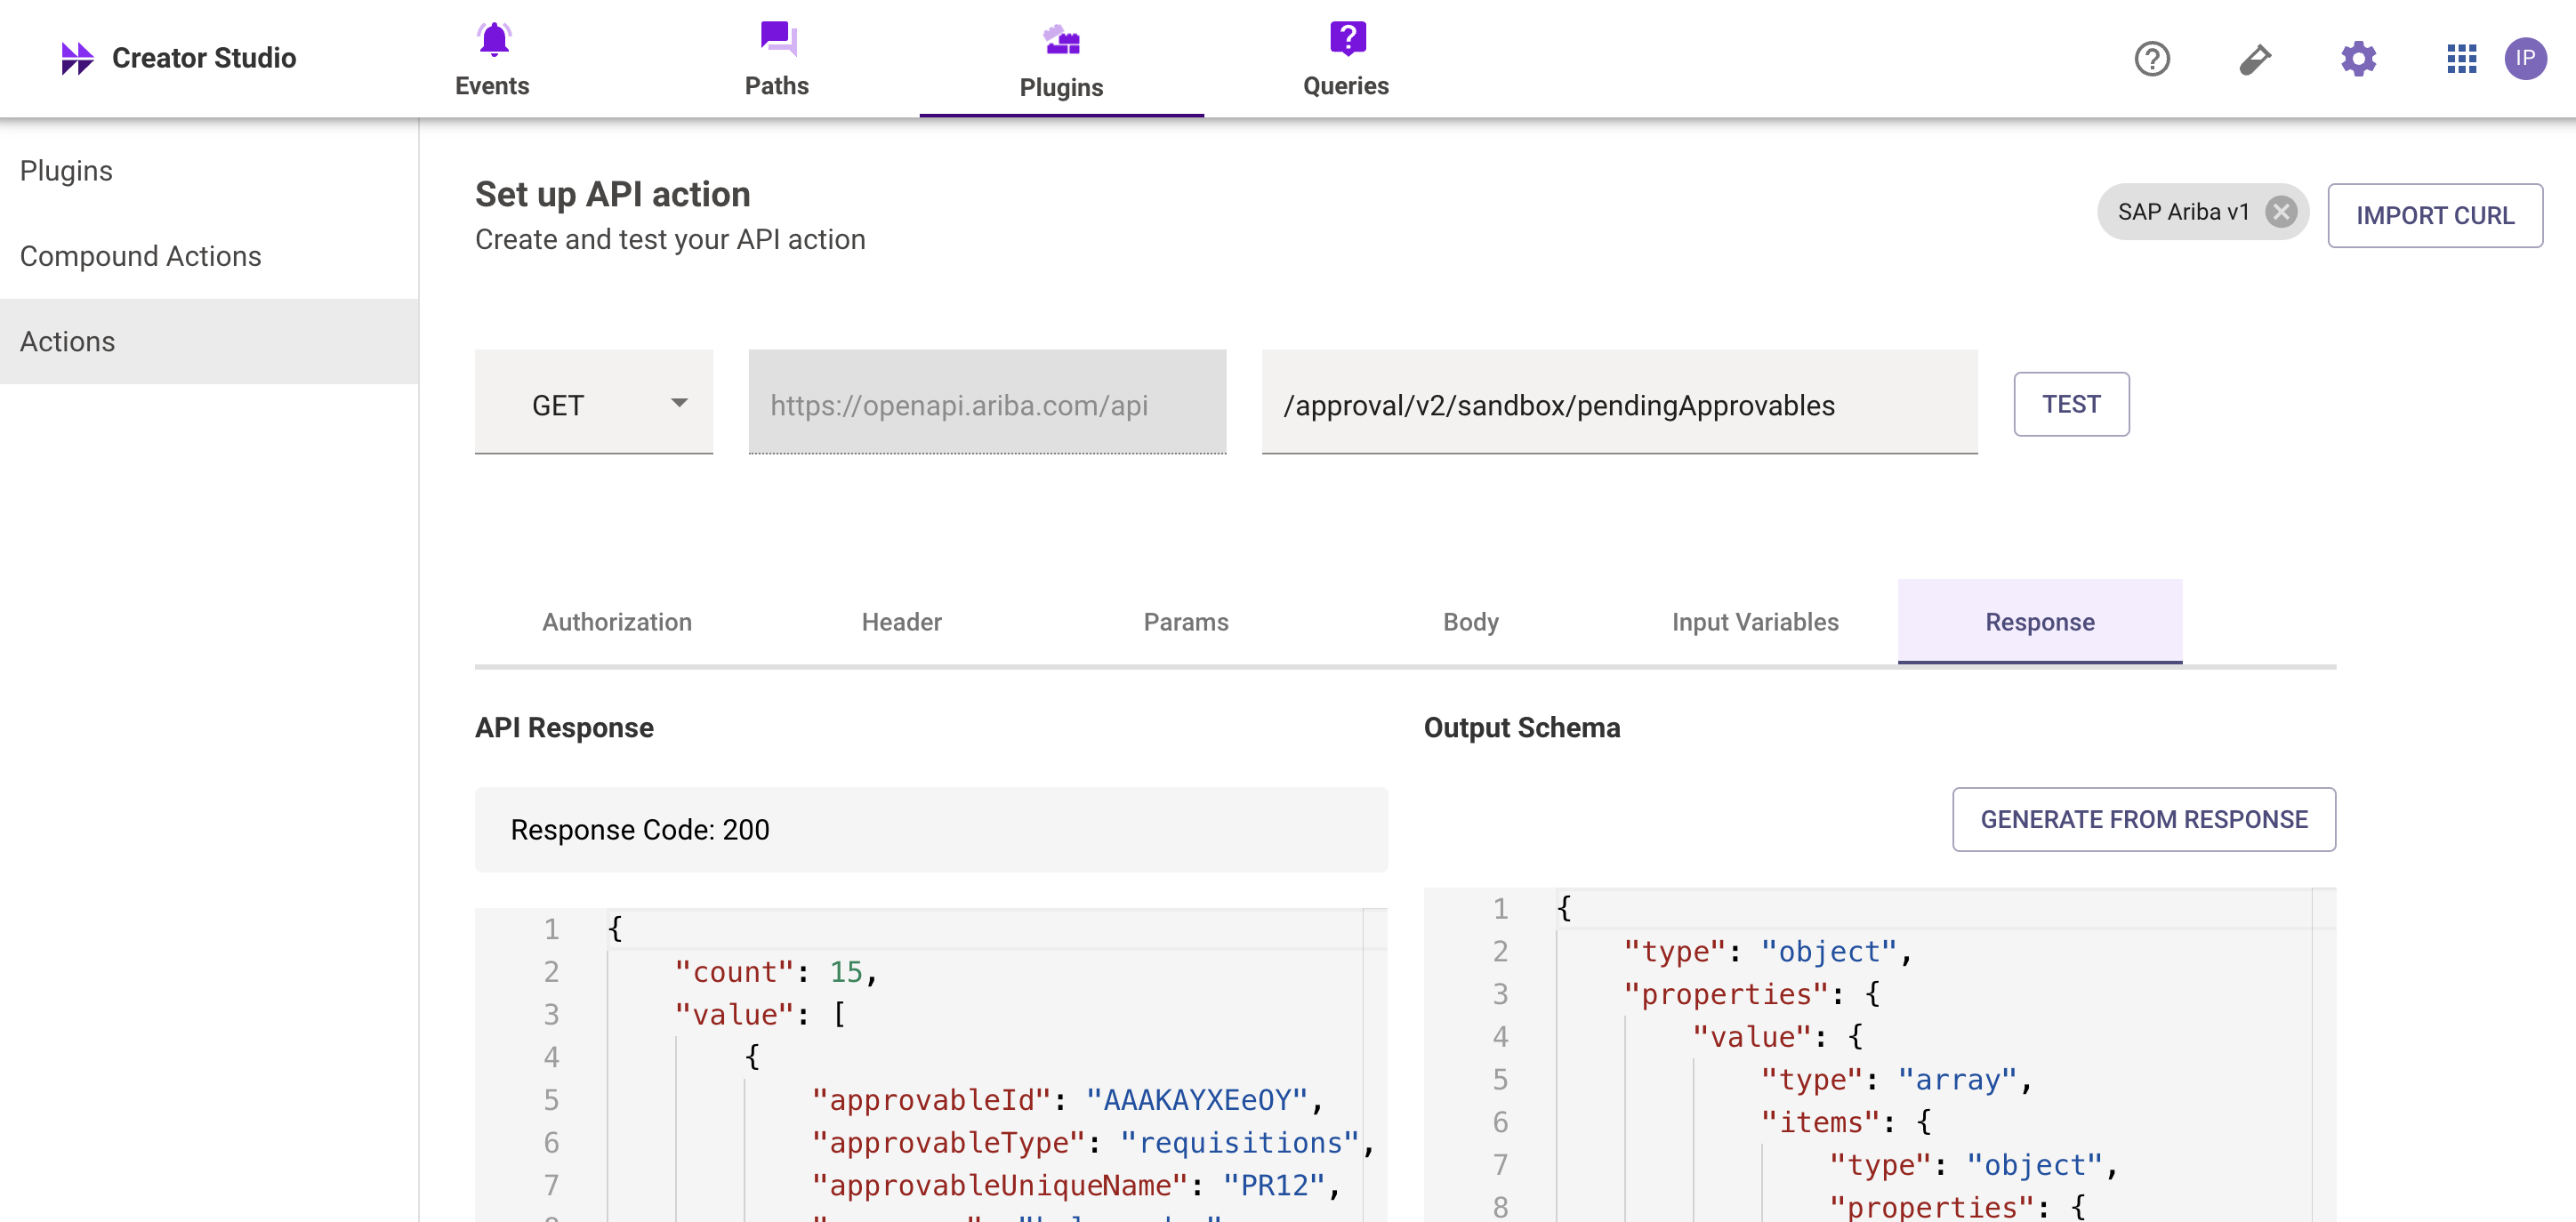 Creator Studio
Events
Paths
Plugins
Queries
IP
Plugins
Compound Actions
Actions
Set up API action
Create and test your API action
SAP Ariba v1
IMPORT CURL
GET
https://openapi.ariba.com/api
/approval/v2/sandbox/pendingApprovables
TEST
Authorization
Header
Params
Body
Input Variables
Response
API Response
Response Code: 200
1 {
2 "count": 15,
3 "value": [
4 {
5 "approvableId": "AAAKAYXEeOY",
6 "approvableType": "requisitions",
7 "approvableUniqueName": "PR12",
Output Schema
GENERATE FROM RESPONSE
1 {
2 "type": "object",
3 "properties": {
4 "value": {
5 "type": "array",
6 "items": {
7 "type": "object",
8 "properties": {